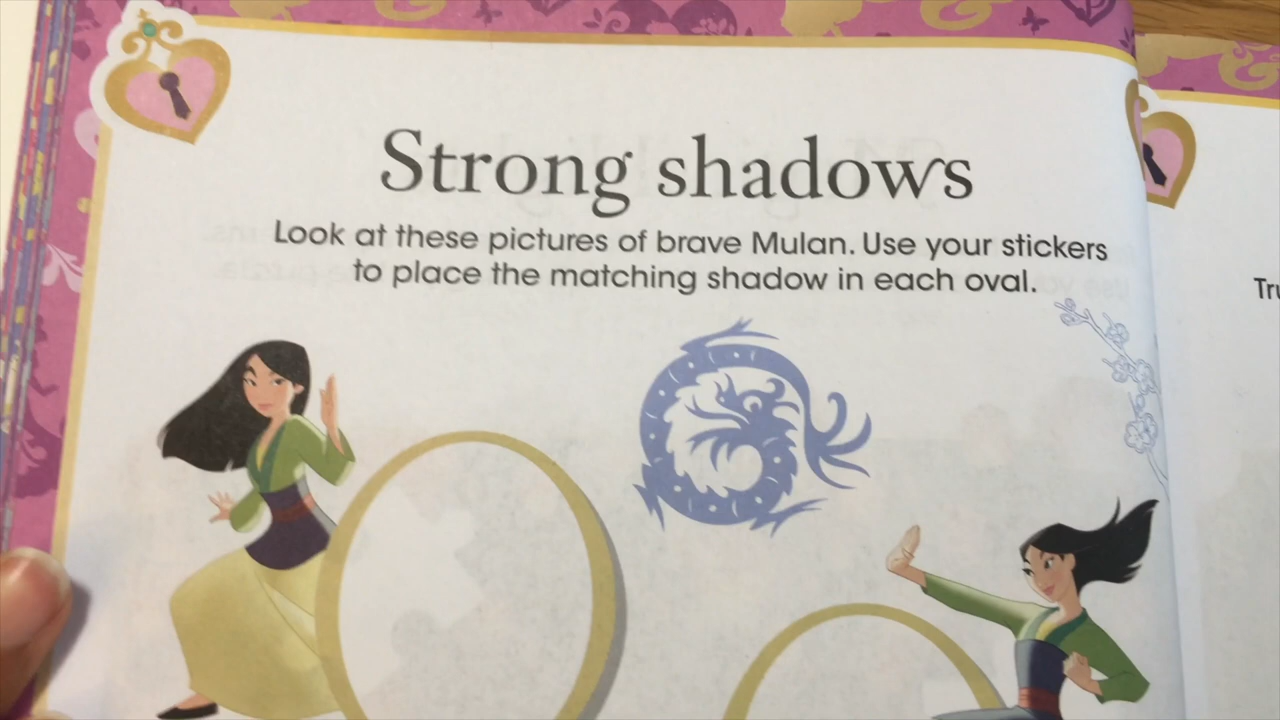 Strong shadows
Look at these pictures of brave Mulan. Use your stickers
to place the matching shadow in each oval.